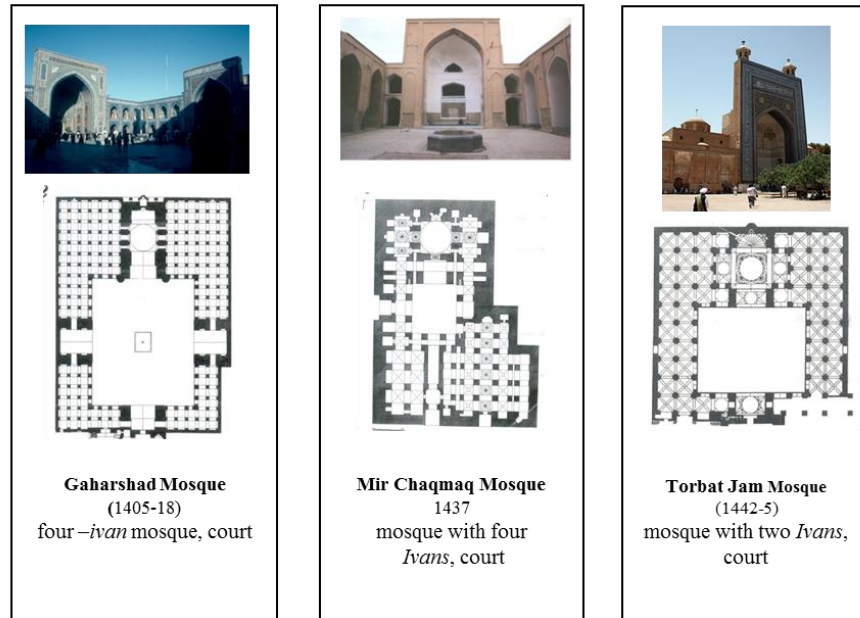 Gaharshad Mosque
(1405-18)
four –ivan mosque, court
Mir Chaqmaq Mosque
1437
mosque with four
Ivans, court
Torbat Jam Mosque
(1442-5)
mosque with two Ivans,
court